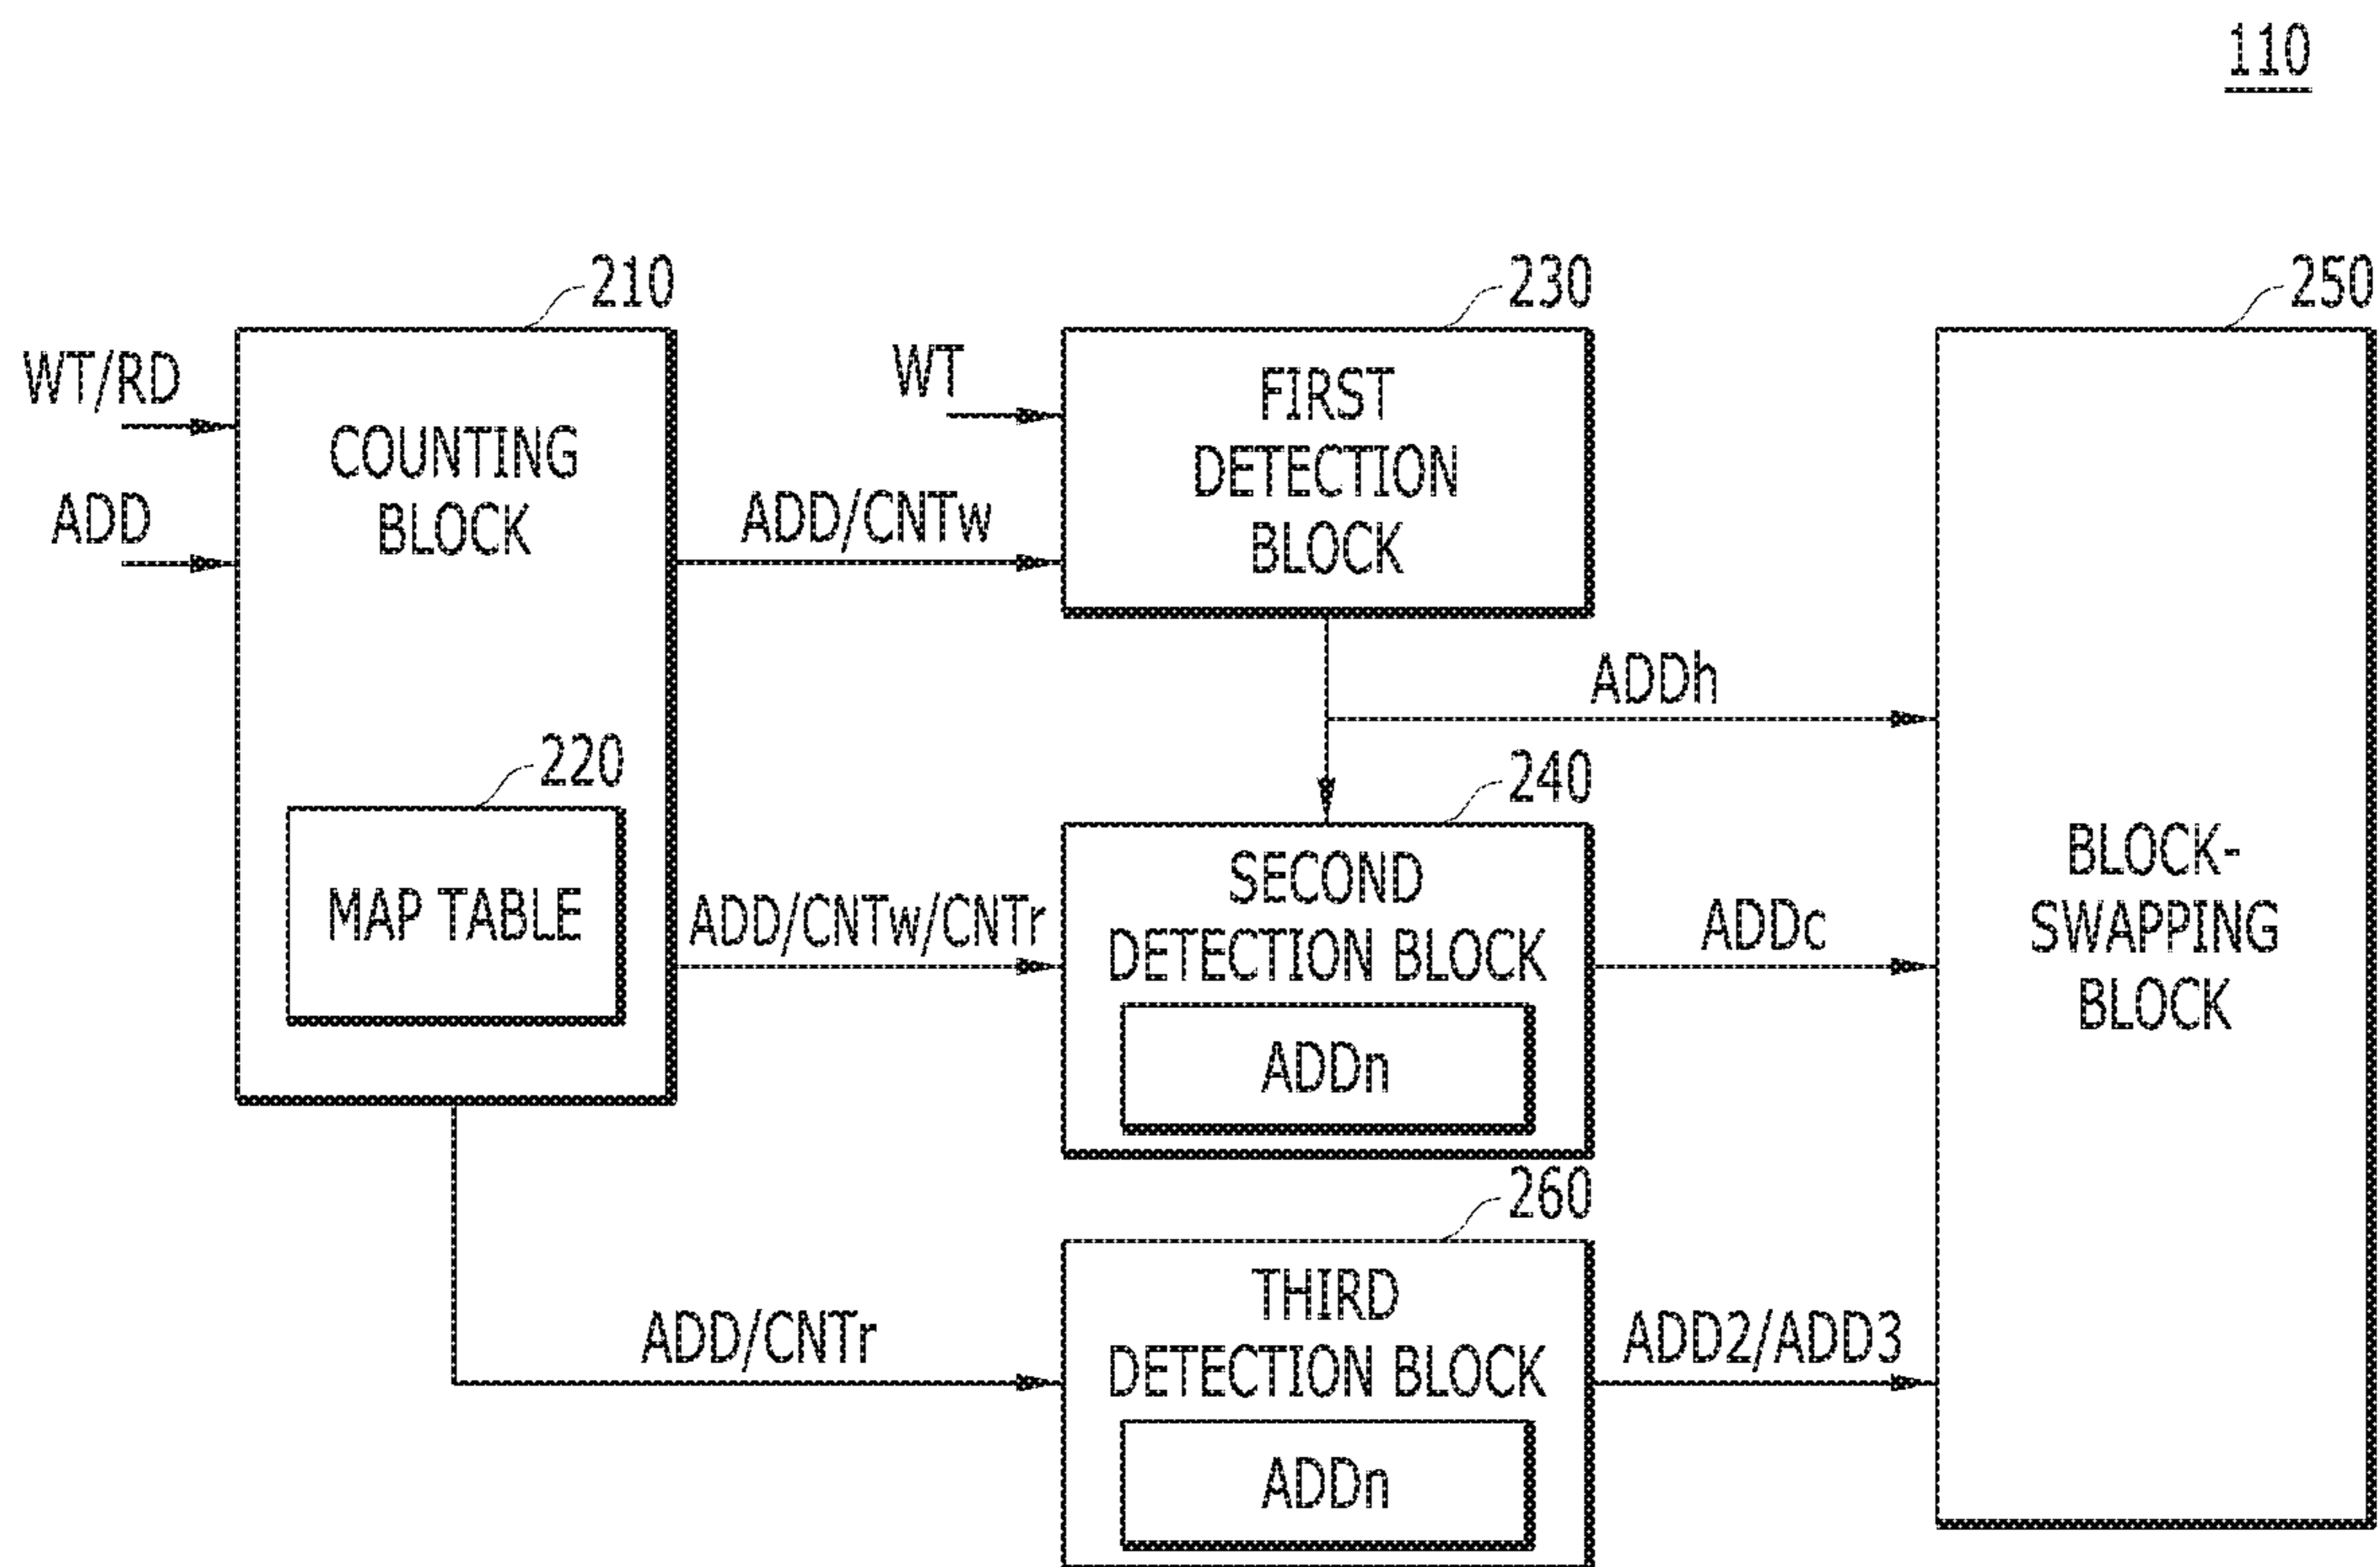 110
210
230
250
WT/RD
ADD
COUNTING
BLOCK
WT
ADD/CNTw
FIRST
DETECTION
BLOCK
ADDh
220
MAP TABLE
240
ADD/CNTw/CNTr
SECOND
DETECTION BLOCK
ADDn
ADDc
BLOCK-
SWAPPING
BLOCK
260
ADD/CNTr
THIRD
DETECTION BLOCK
ADDn
ADD2/ADD3